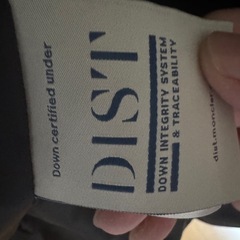 Down certified under
DIST
DOWN INTEGRITY SYSTEM
& TRACEABILITY